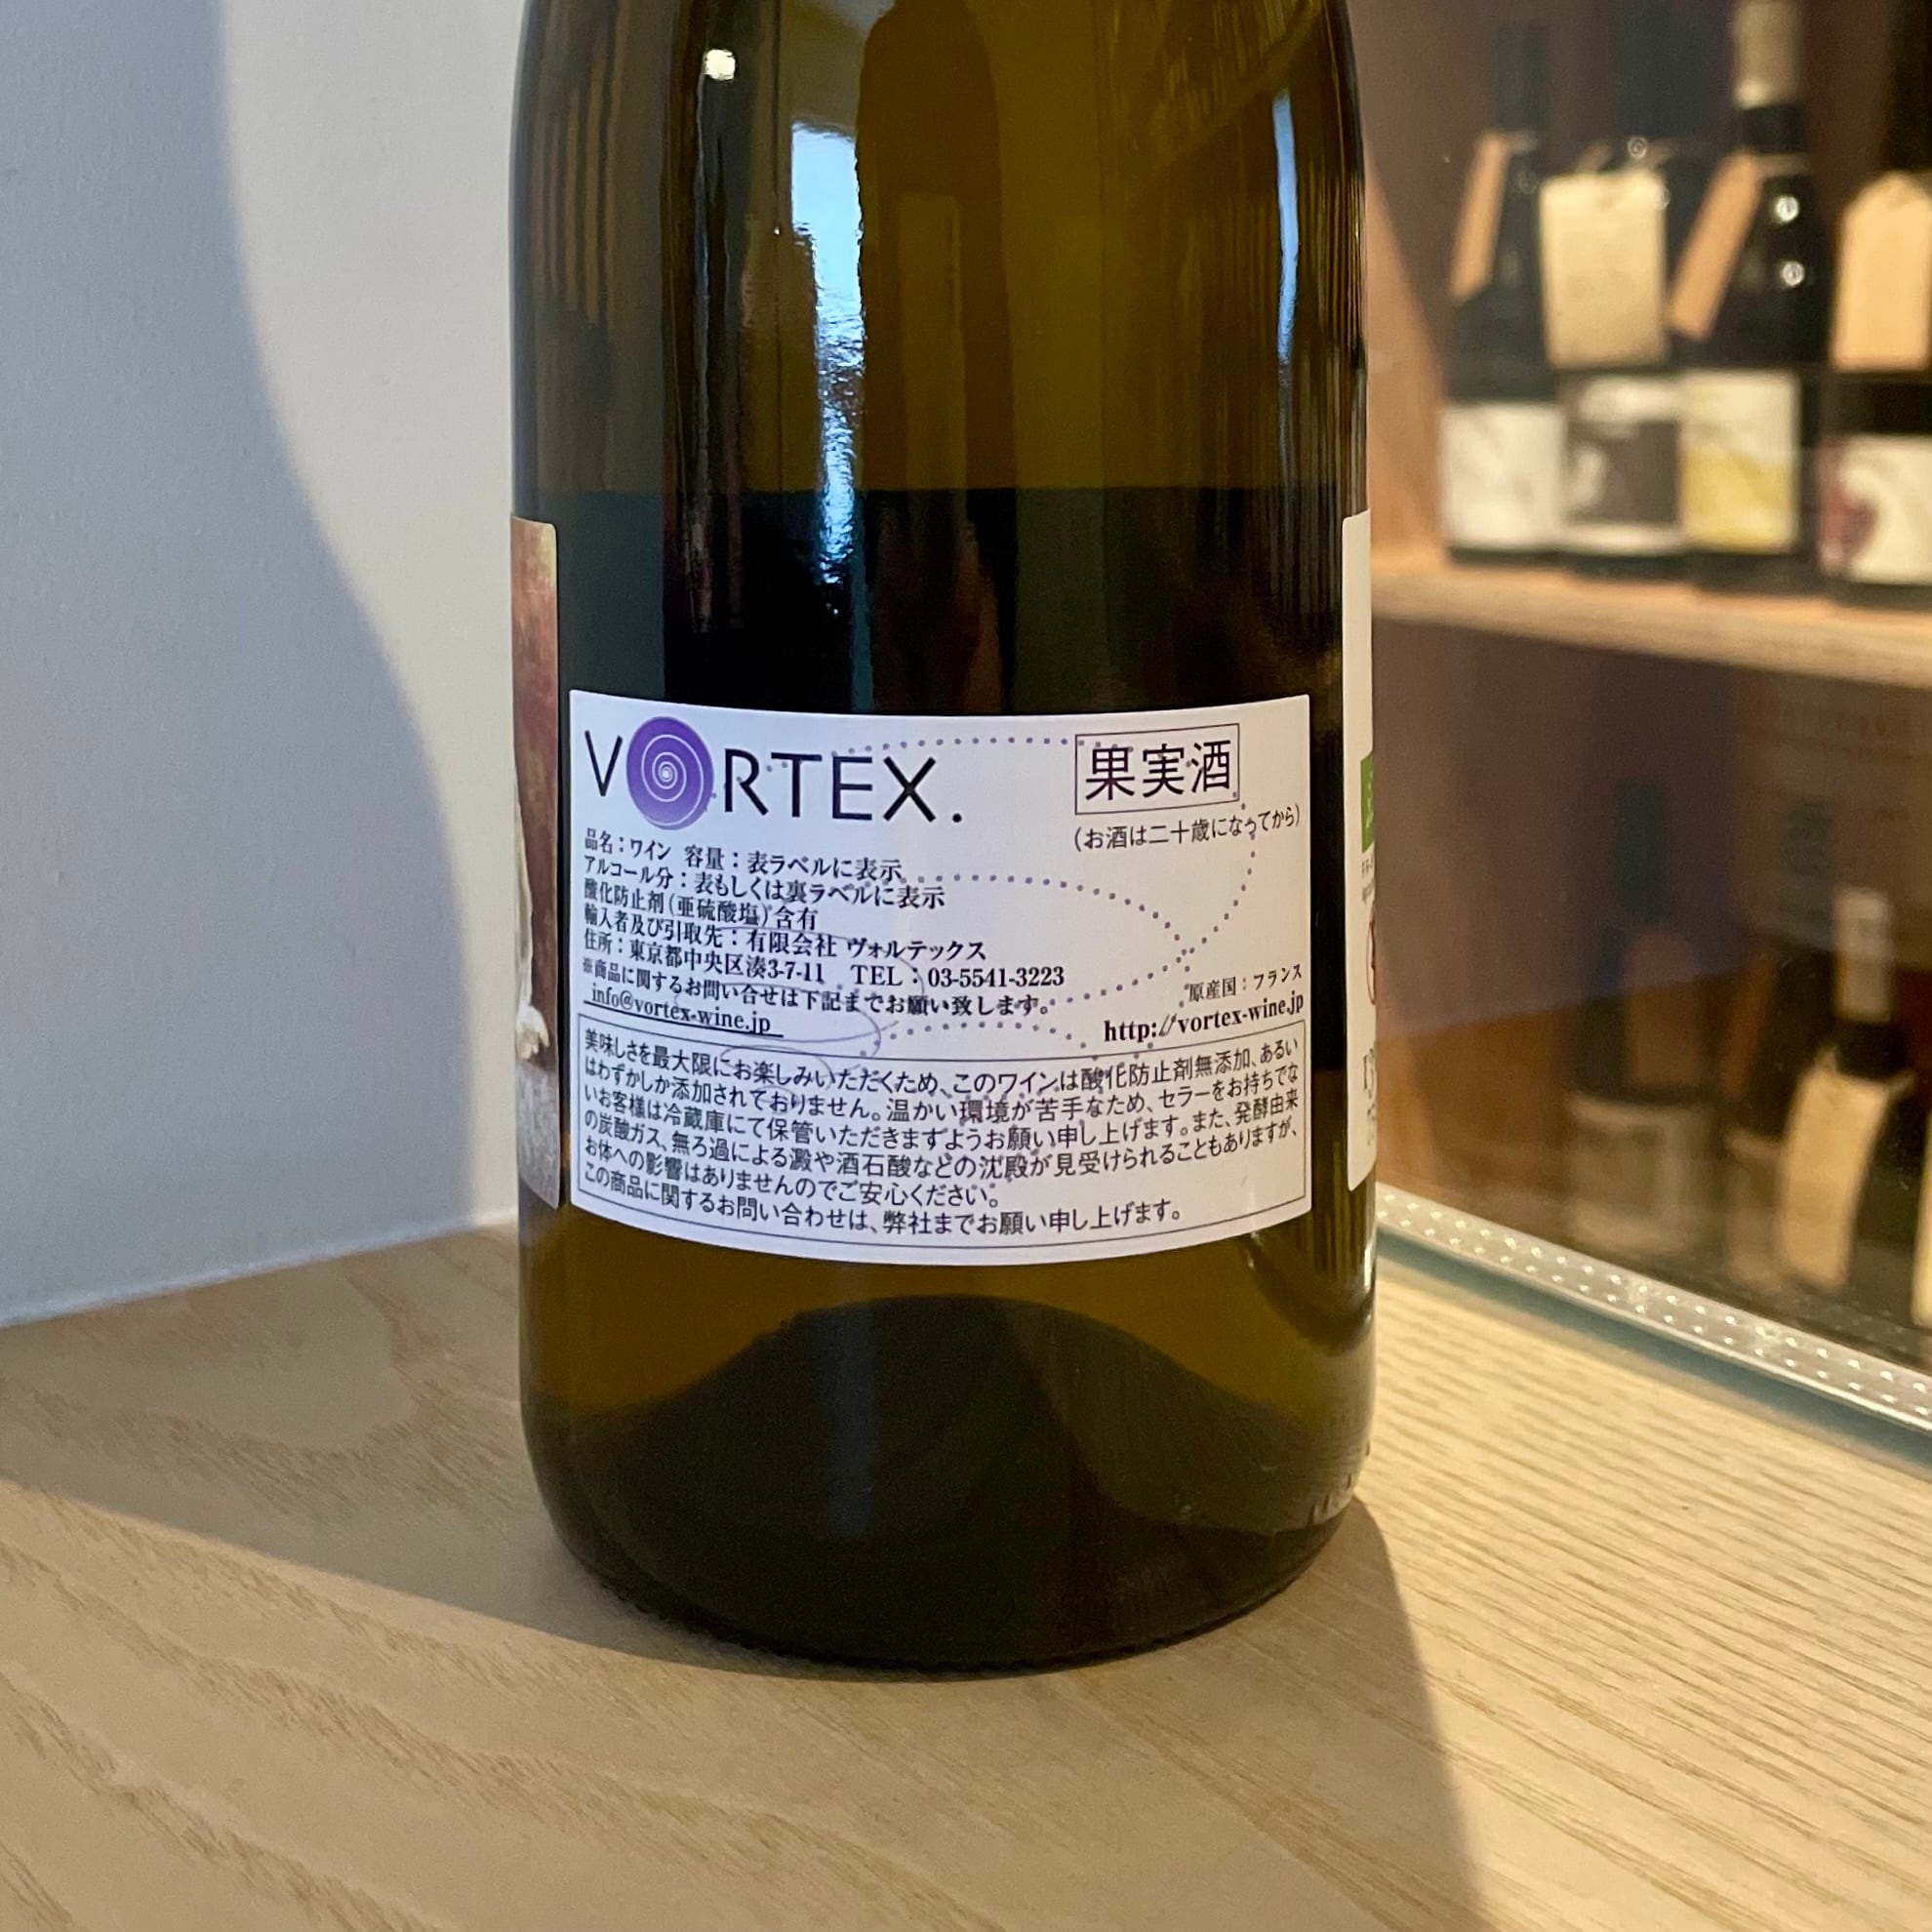 VORTEX.
果実酒
(お酒は二十歳になってから)
品名：ワイン 容量：表ラベルに表示
アルコール分：表もしくは裏ラベルに表示
酸化防止剤(亜硫酸塩)含有
輸入者及び引取先：有限会社 ヴォルテックス
住所：東京都中央区湊3-7-11 TEL：03-5541-3223
※商品に関するお問い合せは下記までお願い致します。
info@vortex-wine.jp
原産国：フランス
http://vortex-wine.jp
美味しさを最大限にお楽しみいただくため、このワインは酸化防止剤無添加、あるい
はわずかしか添加されておりません。温かい環境が苦手なため、セラーをお持ちでな
いお客様は冷蔵庫にて保管いただきますようお願い申し上げます。また、発酵由来
の炭酸ガス、無ろ過による澱や酒石酸などの沈殿が見受けられることもありますが、
お体への影響はありませんのでご安心ください。
この商品に関するお問い合わせは、弊社までお願い申し上げます。